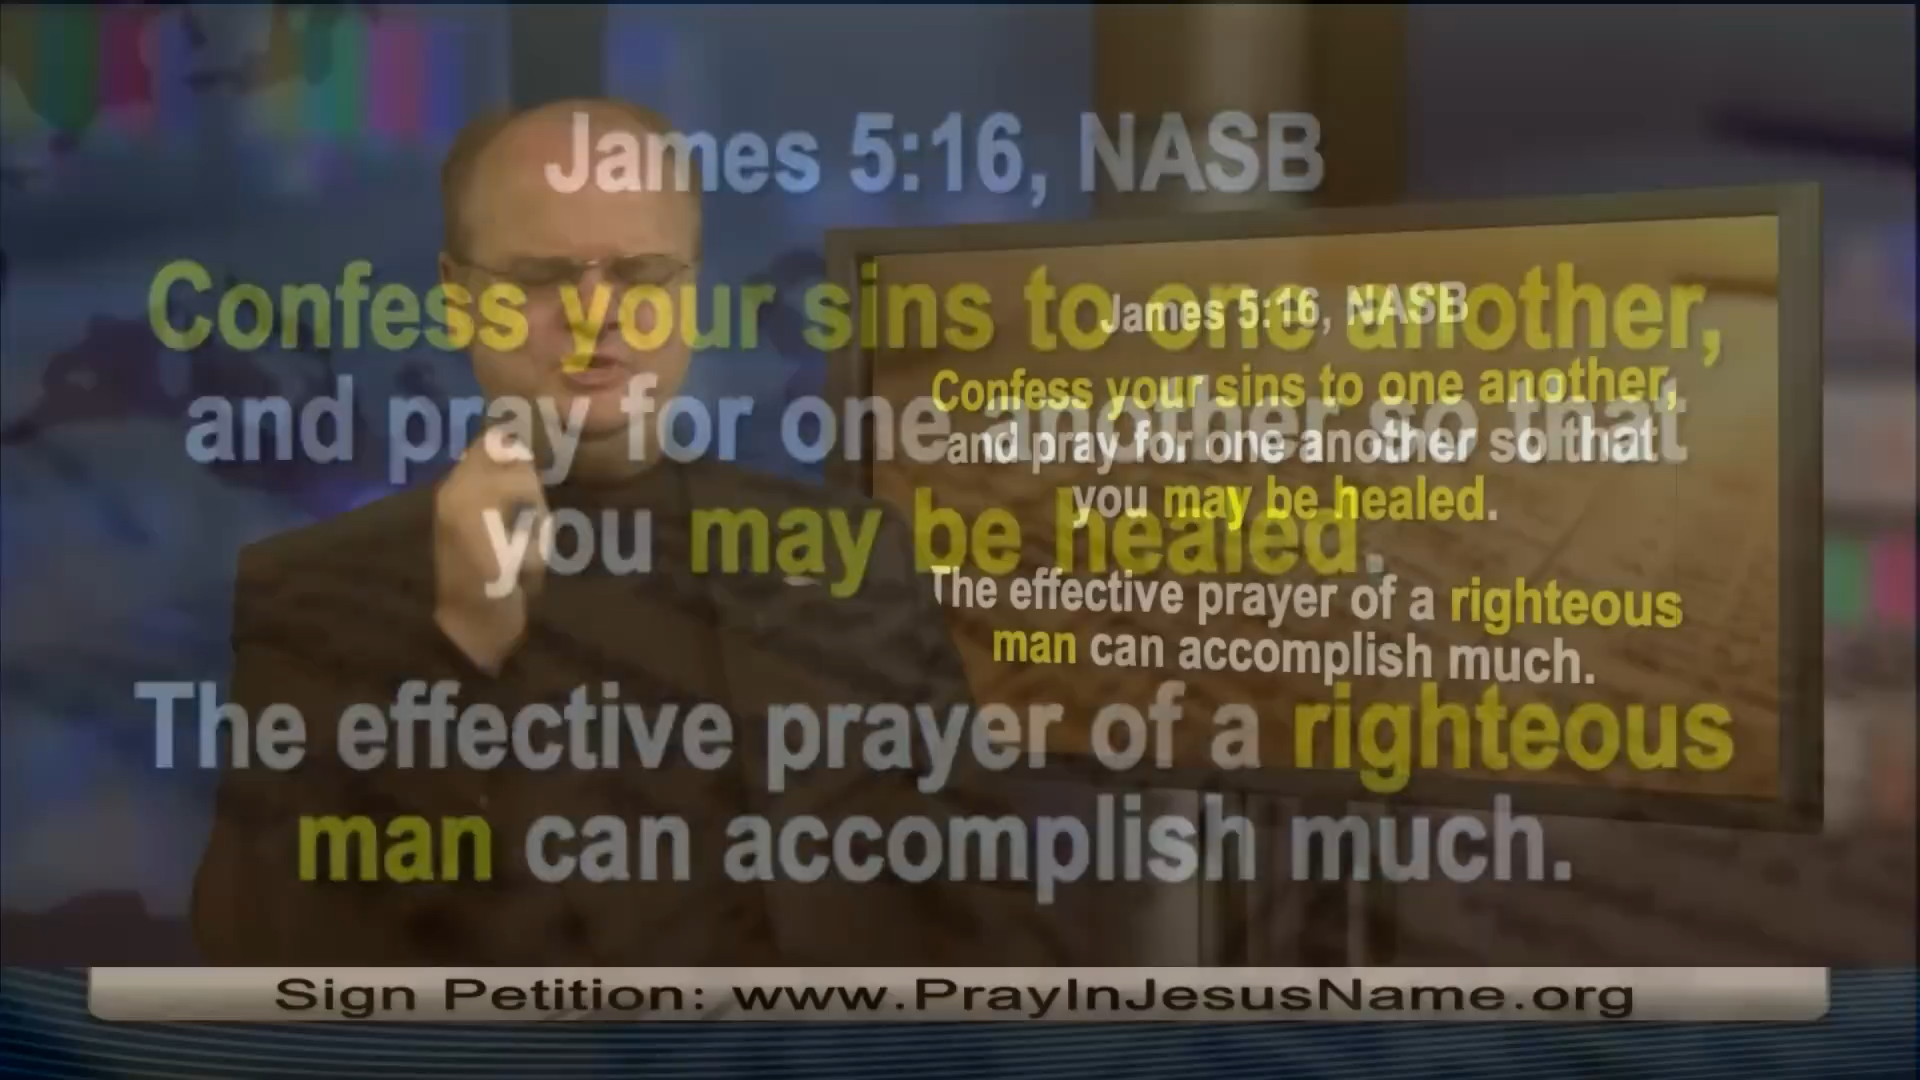 James 5:16, NASB
Confess your sins to one another,
and pray for one another so that
you may be healed.
The effective prayer of a righteous
man can accomplish much.
James 5:16, NASB
Confess your sins to one another,
and pray for one another so that
you may be healed.
The effective prayer of a righteous
man can accomplish much.
Sign Petition: www.PrayInJesusName.org